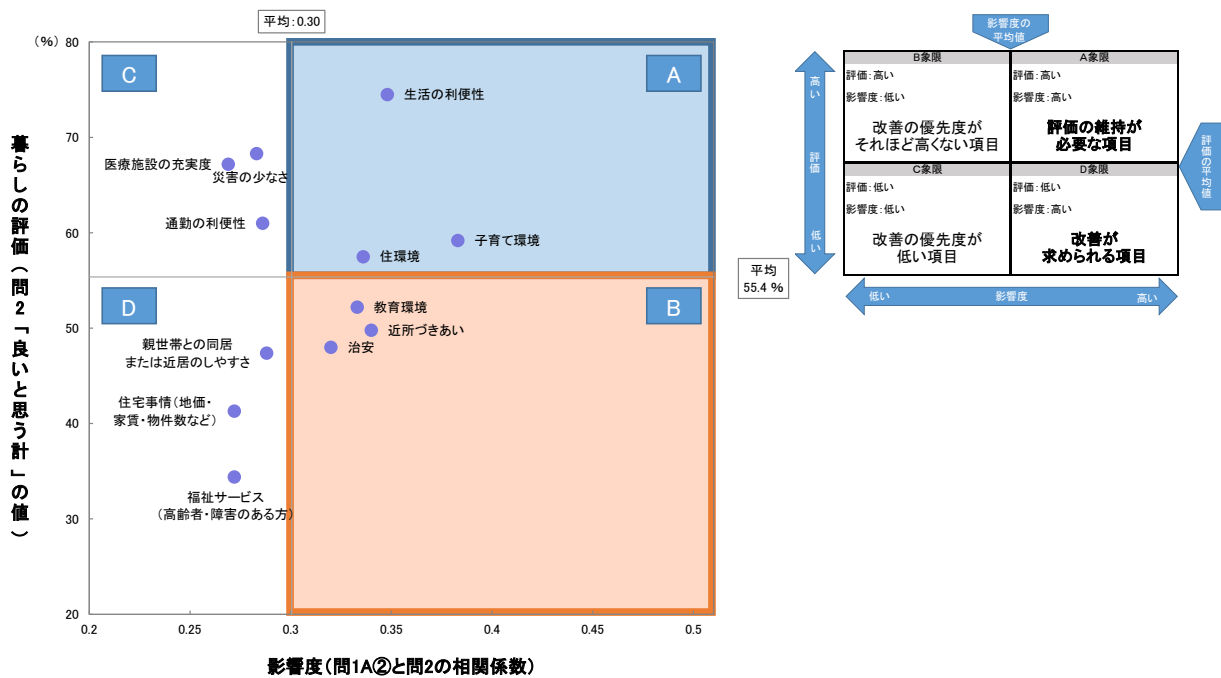 平均：0.30
（％）
80
70
60
50
40
30
20
0.2
0.25
0.3
0.35
0.4
0.45
0.5
暮らしの評価（問2「良いと思う計」の値）
影響度（問1A②と問2の相関係数）
C
A
D
B
生活の利便性
医療施設の充実度
災害の少なさ
通勤の利便性
子育て環境
住環境
教育環境
近所づきあい
治安
親世帯との同居
または近居のしやすさ
住宅事情（地価・
家賃・物件数など）
福祉サービス
（高齢者・障害のある方）
平均
55.4 %
影響度の
平均値
高い
評価
低い
B象限
評価：高い
影響度：低い
改善の優先度が
それほど高くない項目
A象限
評価：高い
影響度：高い
評価の維持が
必要な項目
C象限
評価：低い
影響度：低い
改善の優先度が
低い項目
D象限
評価：低い
影響度：高い
改善が
求められる項目
評価の平均値
低い
影響度
高い